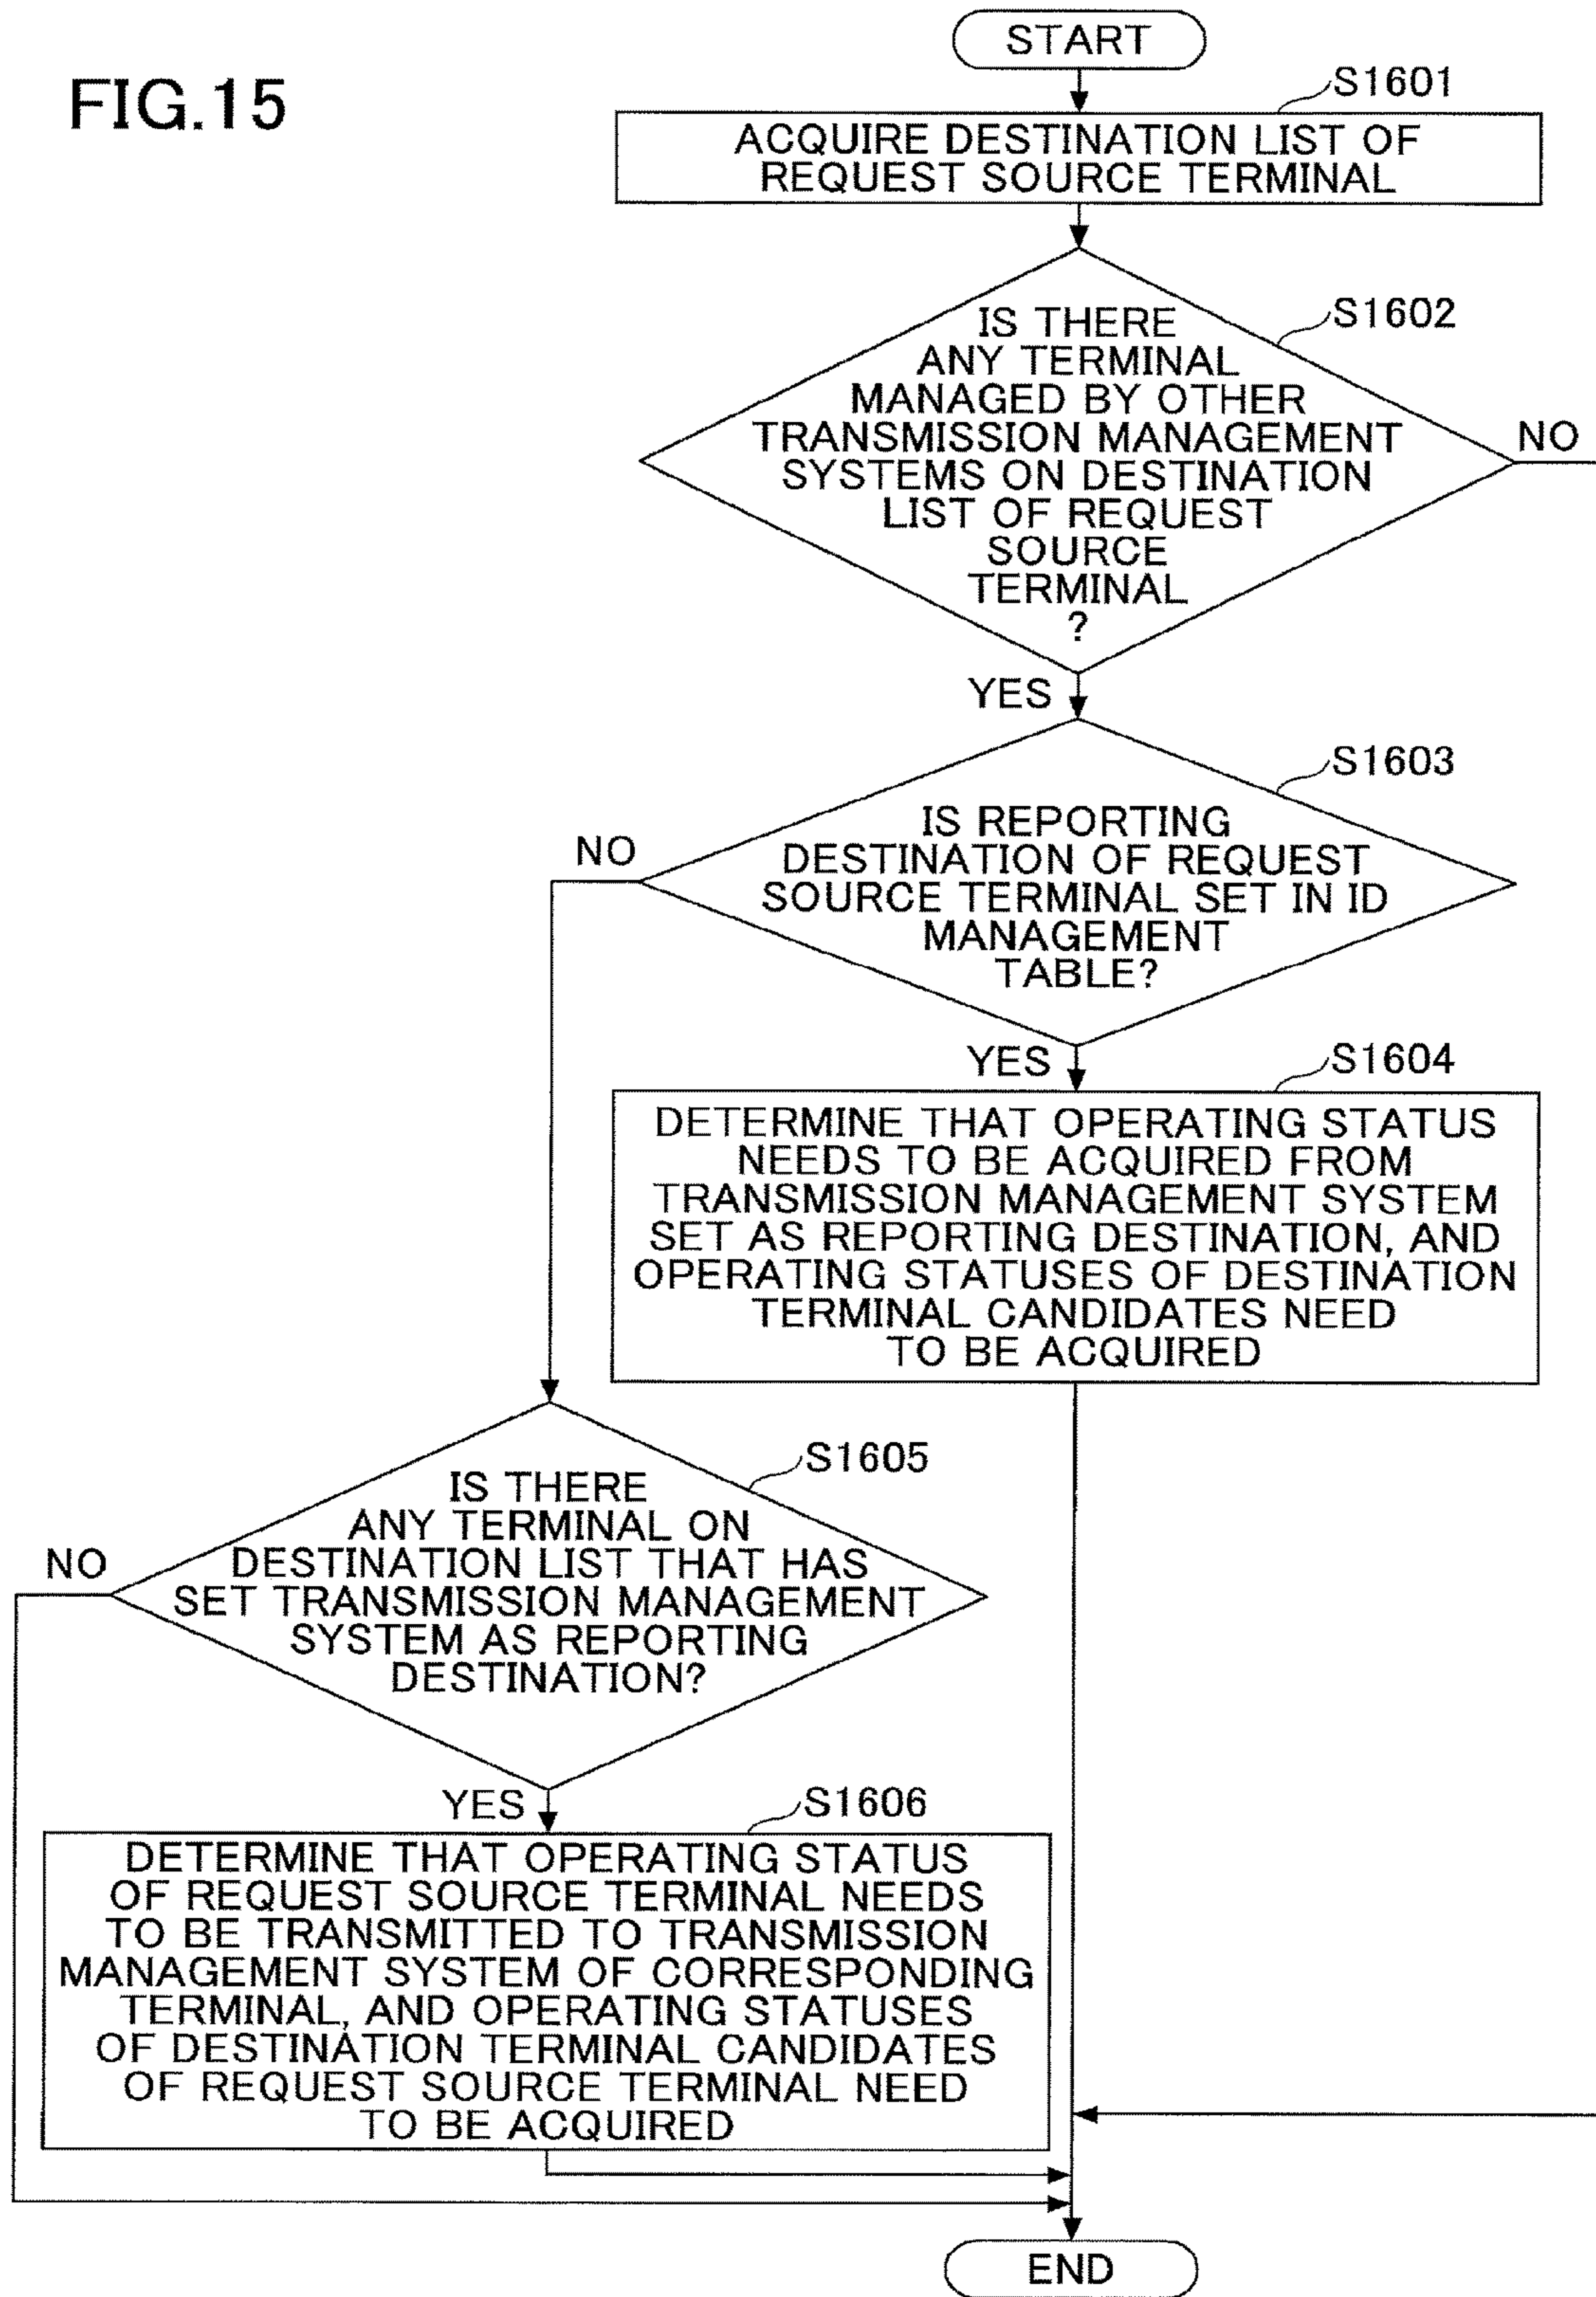 FIG.15
START
S1601
ACQUIRE DESTINATION LIST OF
REQUEST SOURCE TERMINAL
S1602
IS THERE
ANY TERMINAL
MANAGED BY OTHER
TRANSMISSION MANAGEMENT
SYSTEMS ON DESTINATION
LIST OF REQUEST
SOURCE
TERMINAL
?
NO
YES
S1603
IS REPORTING
DESTINATION OF REQUEST
SOURCE TERMINAL SET IN ID
MANAGEMENT
TABLE?
NO
YES
S1604
DETERMINE THAT OPERATING STATUS
NEEDS TO BE ACQUIRED FROM
TRANSMISSION MANAGEMENT SYSTEM
SET AS REPORTING DESTINATION, AND
OPERATING STATUSES OF DESTINATION
TERMINAL CANDIDATES NEED
TO BE ACQUIRED
S1605
IS THERE
ANY TERMINAL ON
DESTINATION LIST THAT HAS
SET TRANSMISSION MANAGEMENT
SYSTEM AS REPORTING
DESTINATION?
NO
YES
S1606
DETERMINE THAT OPERATING STATUS
OF REQUEST SOURCE TERMINAL NEEDS
TO BE TRANSMITTED TO TRANSMISSION
MANAGEMENT SYSTEM OF CORRESPONDING
TERMINAL, AND OPERATING STATUSES
OF DESTINATION TERMINAL CANDIDATES
OF REQUEST SOURCE TERMINAL NEED
TO BE ACQUIRED
END